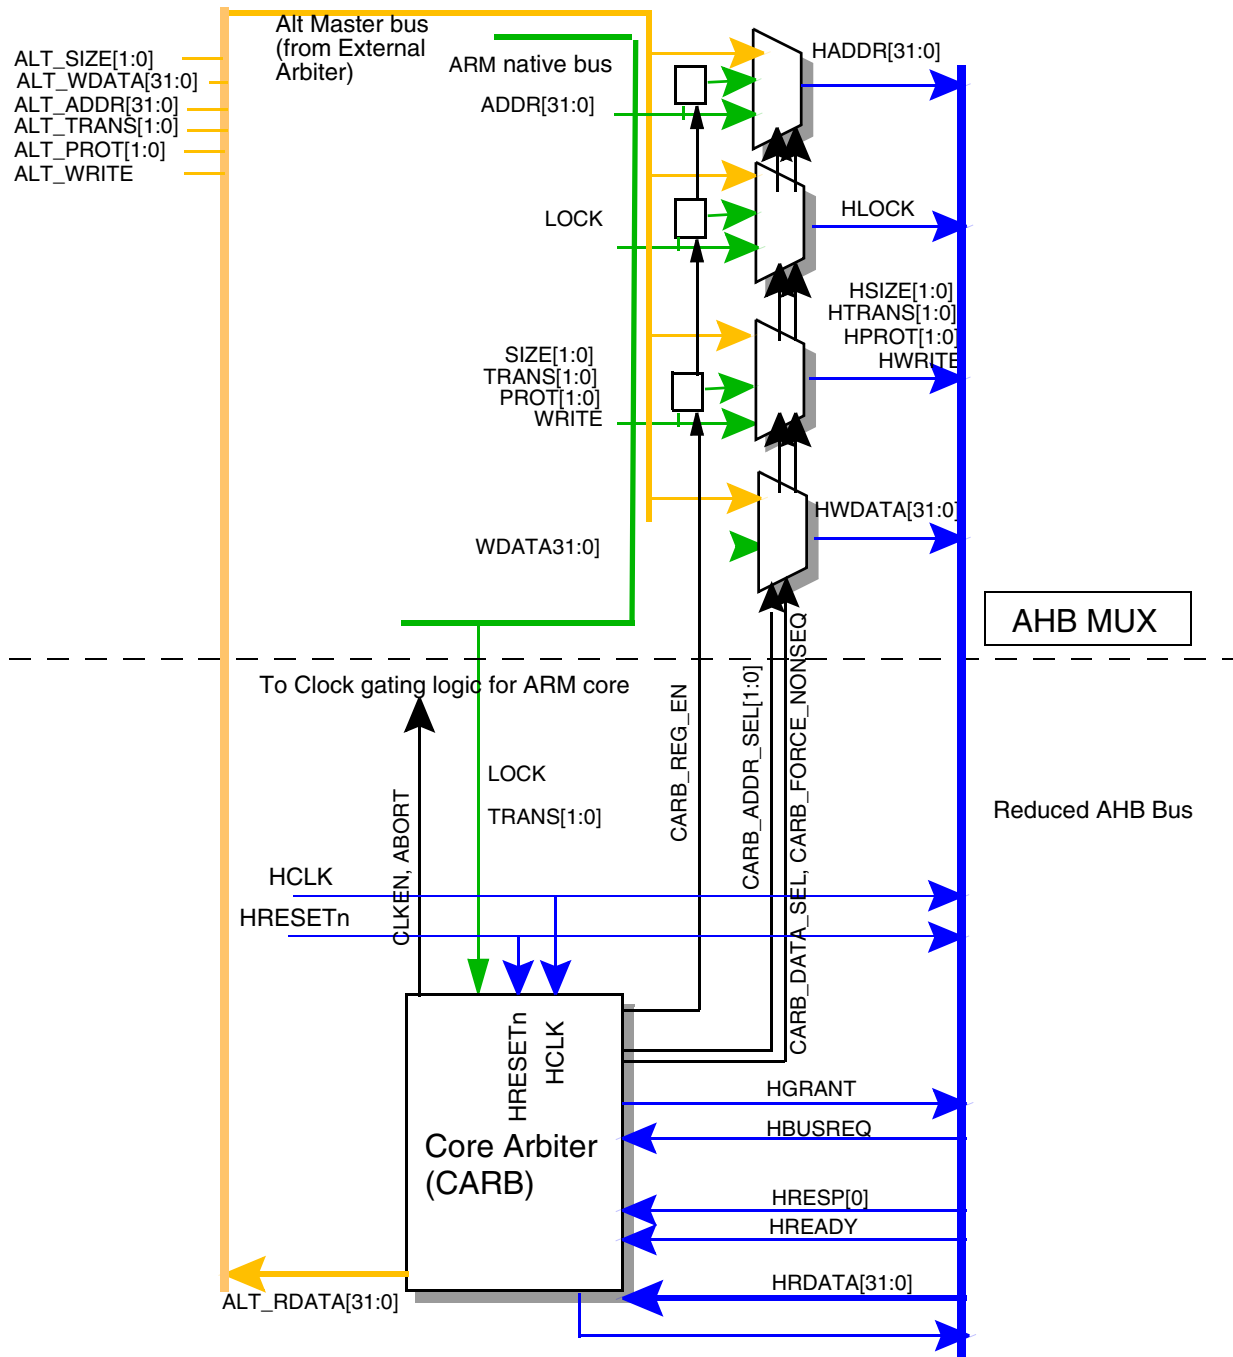 Alt Master bus
(from External
Arbiter)
ALT_SIZE[1:0]
ALT_WDATA[31:0]
ALT_ADDR[31:0]
ALT_TRANS[1:0]
ALT_PROT[1:0]
ALT_WRITE
ARM native bus
ADDR[31:0]
HADDR[31:0]
LOCK
HLOCK
HSIZE[1:0]
HTRANS[1:0]
HPROT[1:0]
HWRITE
SIZE[1:0]
TRANS[1:0]
PROT[1:0]
WRITE
HWDATA[31:0]
WDATA31:0]
AHB MUX
To Clock gating logic for ARM core
CLKEN, ABORT
LOCK
TRANS[1:0]
CARB_REG_EN
CARB_ADDR_SEL[1:0]
CARB_DATA_SEL, CARB_FORCE_NONSEQ
Reduced AHB Bus
HCLK
HRESETn
HRESETn
HCLK
Core Arbiter
(CARB)
HGRANT
HBUSREQ
HRESP[0]
HREADY
HRDATA[31:0]
ALT_RDATA[31:0]